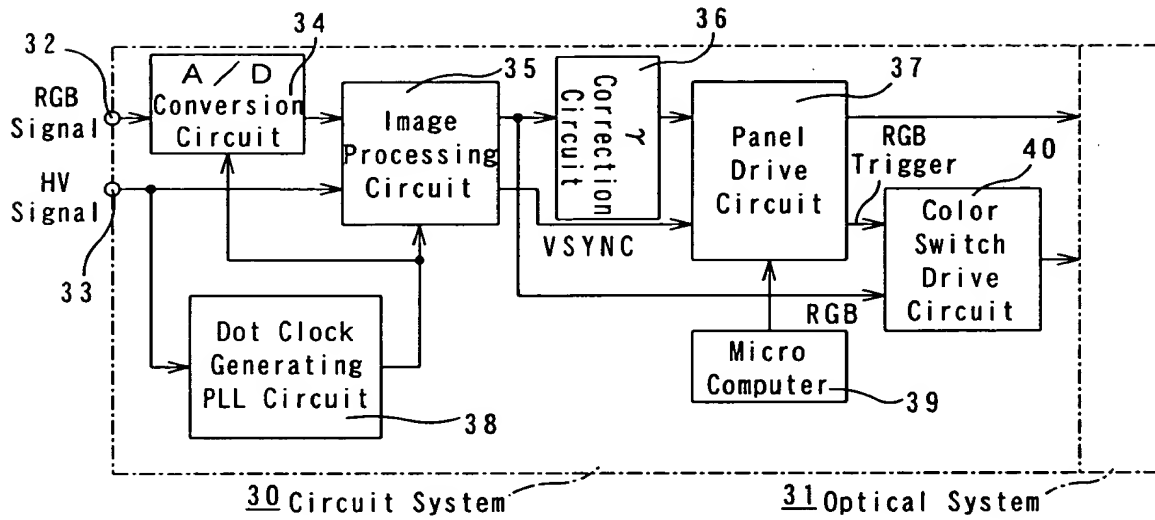 32
RGB
Signal
HV
Signal
33
34
A／D
Conversion
Circuit
35
Image
Processing
Circuit
36
γ
Correction
Circuit
37
Panel
Drive
Circuit
RGB
Trigger
40
Color
Switch
Drive
Circuit
VSYNC
RGB
Dot Clock
Generating
PLL Circuit
38
Micro
Computer
39
30 Circuit System
31 Optical System